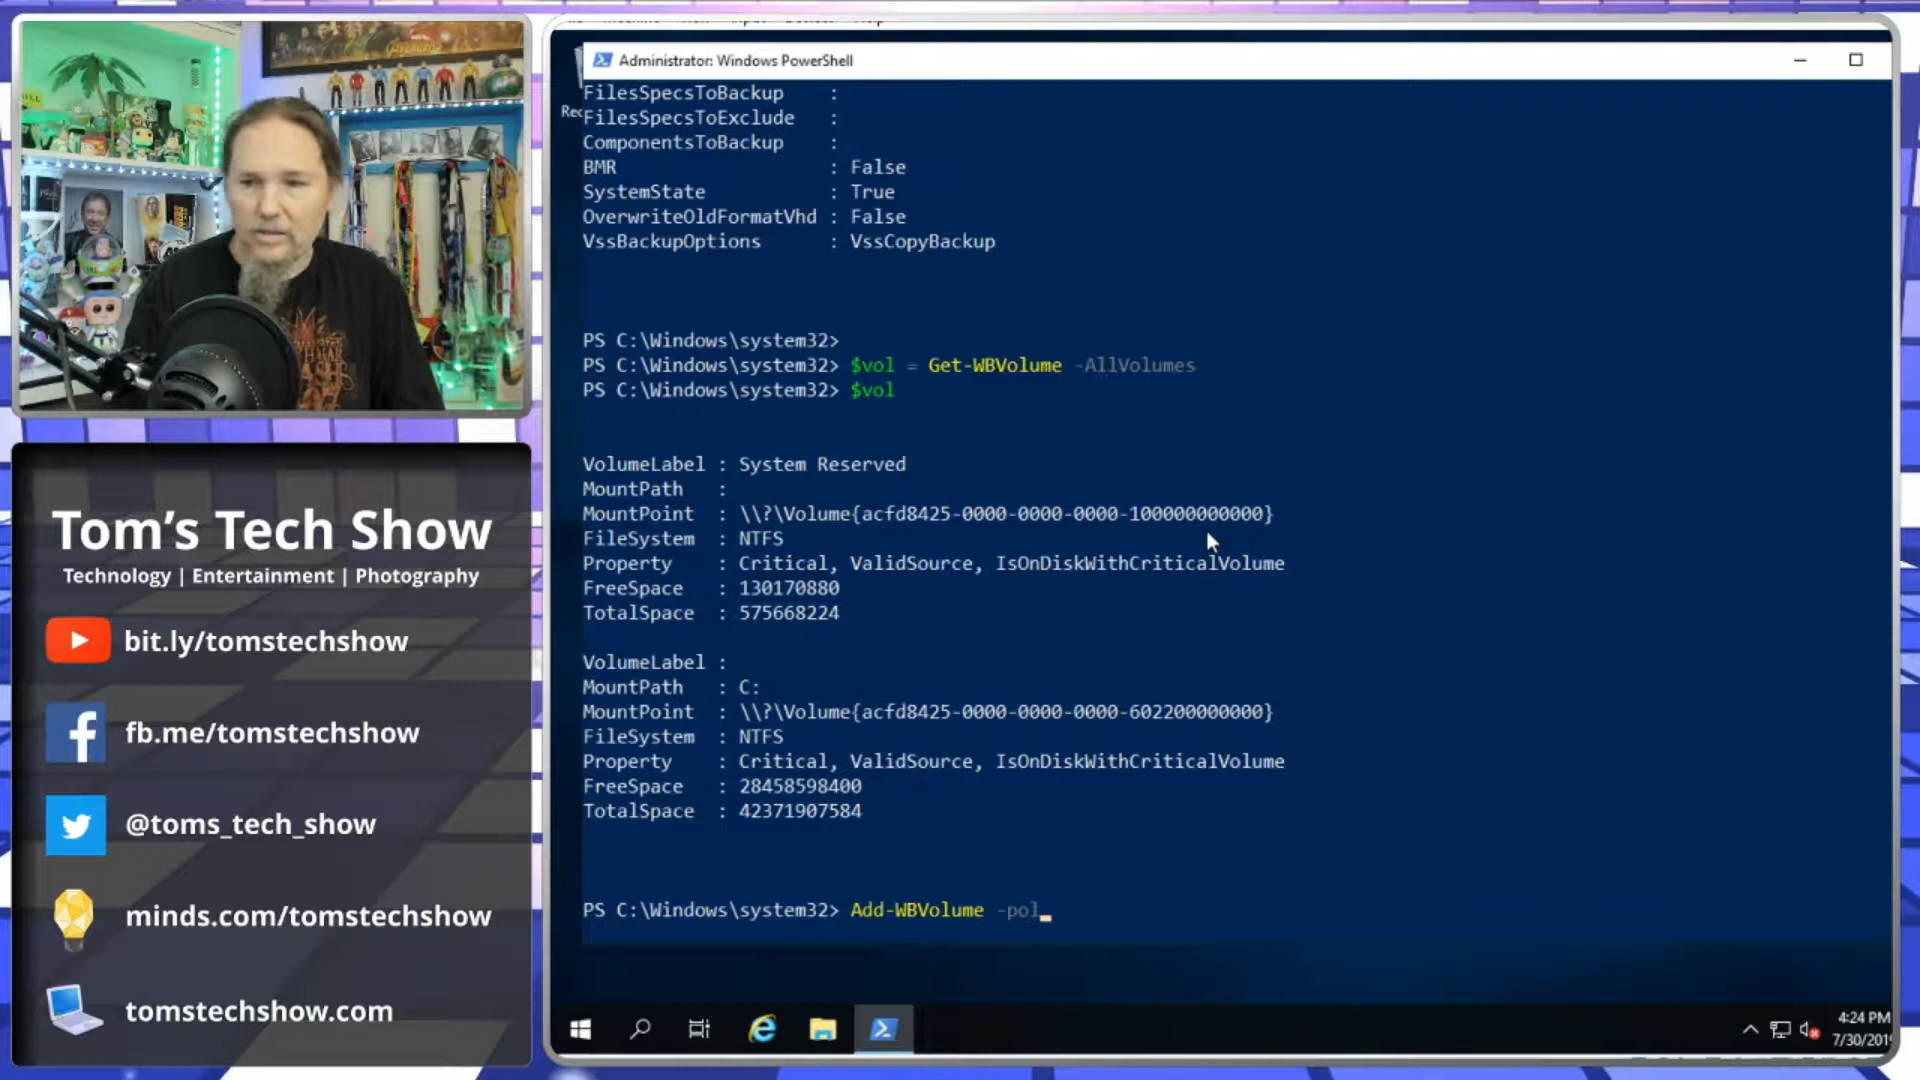 Administrator: Windows PowerShell
FilesSpecsToBackup :
FilesSpecsToExclude :
ComponentsToBackup :
BMR : False
SystemState : True
OverwriteOldFormatVhd : False
VssBackupOptions : VssCopyBackup
PS C:\Windows\system32>
PS C:\Windows\system32> $vol = Get-WBVolume -AllVolumes
PS C:\Windows\system32> $vol
VolumeLabel : System Reserved
MountPath :
MountPoint : \\?\Volume{acfd8425-0000-0000-0000-100000000000}
FileSystem : NTFS
Property : Critical, ValidSource, IsOnDiskWithCriticalVolume
FreeSpace : 130170880
TotalSpace : 575668224
VolumeLabel :
MountPath : C:
MountPoint : \\?\Volume{acfd8425-0000-0000-0000-602200000000}
FileSystem : NTFS
Property : Critical, ValidSource, IsOnDiskWithCriticalVolume
FreeSpace : 28458598400
TotalSpace : 42371907584
PS C:\Windows\system32> Add-WBVolume -pol_
4:24 PM
7/30/201
Tom's Tech Show
Technology | Entertainment | Photography
bit.ly/tomstechshow
fb.me/tomstechshow
@toms_tech_show
minds.com/tomstechshow
tomstechshow.com